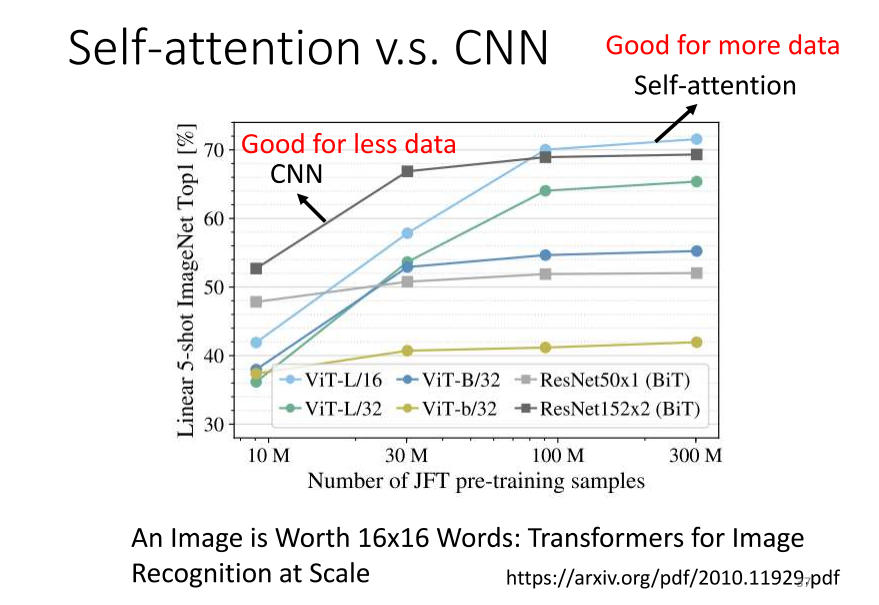 Self-attention v.s. CNN
Good for more data
Self-attention
Good for less data
CNN
Linear 5-shot ImageNet Top1 [%]
70
60
50
40
30
ViT-L/16 ViT-B/32 ResNet50x1 (BiT)
ViT-L/32 ViT-b/32 ResNet152x2 (BiT)
10 M 30 M 100 M 300 M
Number of JFT pre-training samples
An Image is Worth 16x16 Words: Transformers for Image
Recognition at Scale
https://arxiv.org/pdf/2010.11929.pdf
37